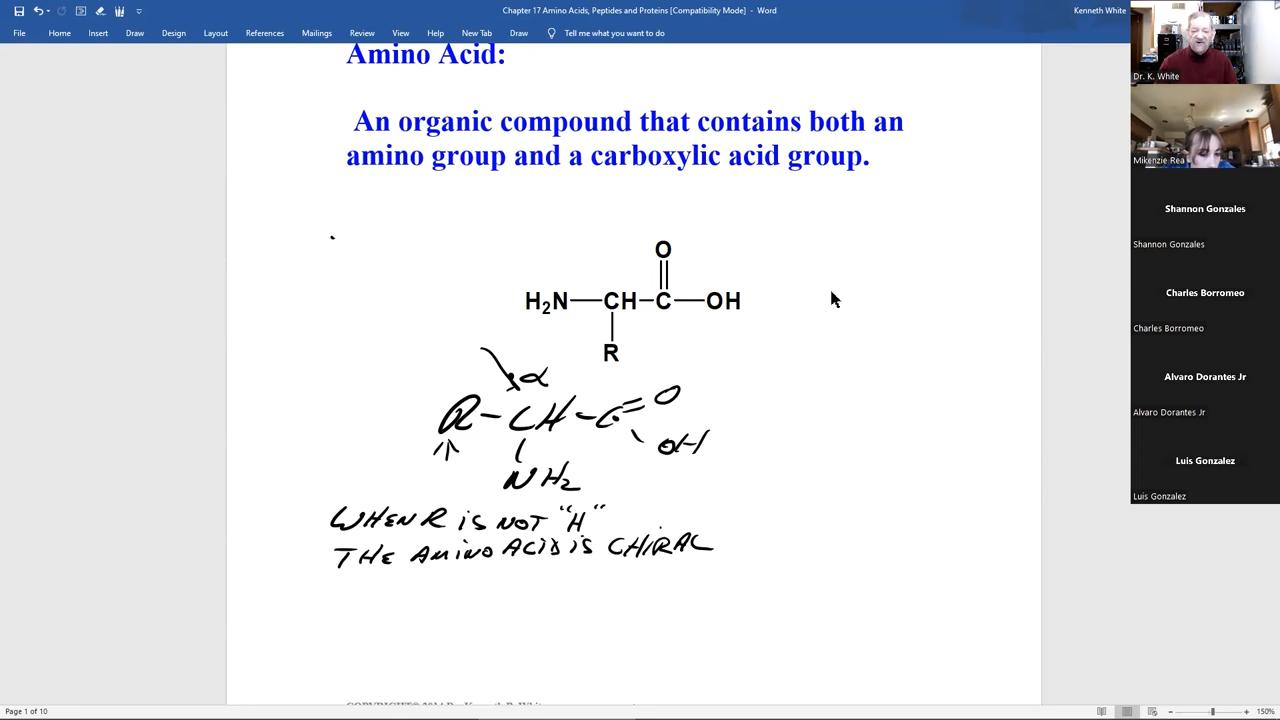 Chapter 17 Amino Acids, Peptides and Proteins [Compatibility Mode] - Word
Kenneth White
File Home Insert Draw Design Layout References Mailings Review View Help New Tab Draw Tell me what you want to do
Amino Acid:
An organic compound that contains both an
amino group and a carboxylic acid group.
O
H₂N—CH—C—OH
R
α
R-CH-C=O
OH
NH₂
WHEN R IS NOT "H"
THE AMINO ACID IS CHIRAL
Page 1 of 10
150%
Dr. K. White
Mikenzie Rea
Shannon Gonzales
Shannon Gonzales
Charles Borromeo
Charles Borromeo
Alvaro Dorantes Jr
Alvaro Dorantes Jr
Luis Gonzalez
Luis Gonzalez